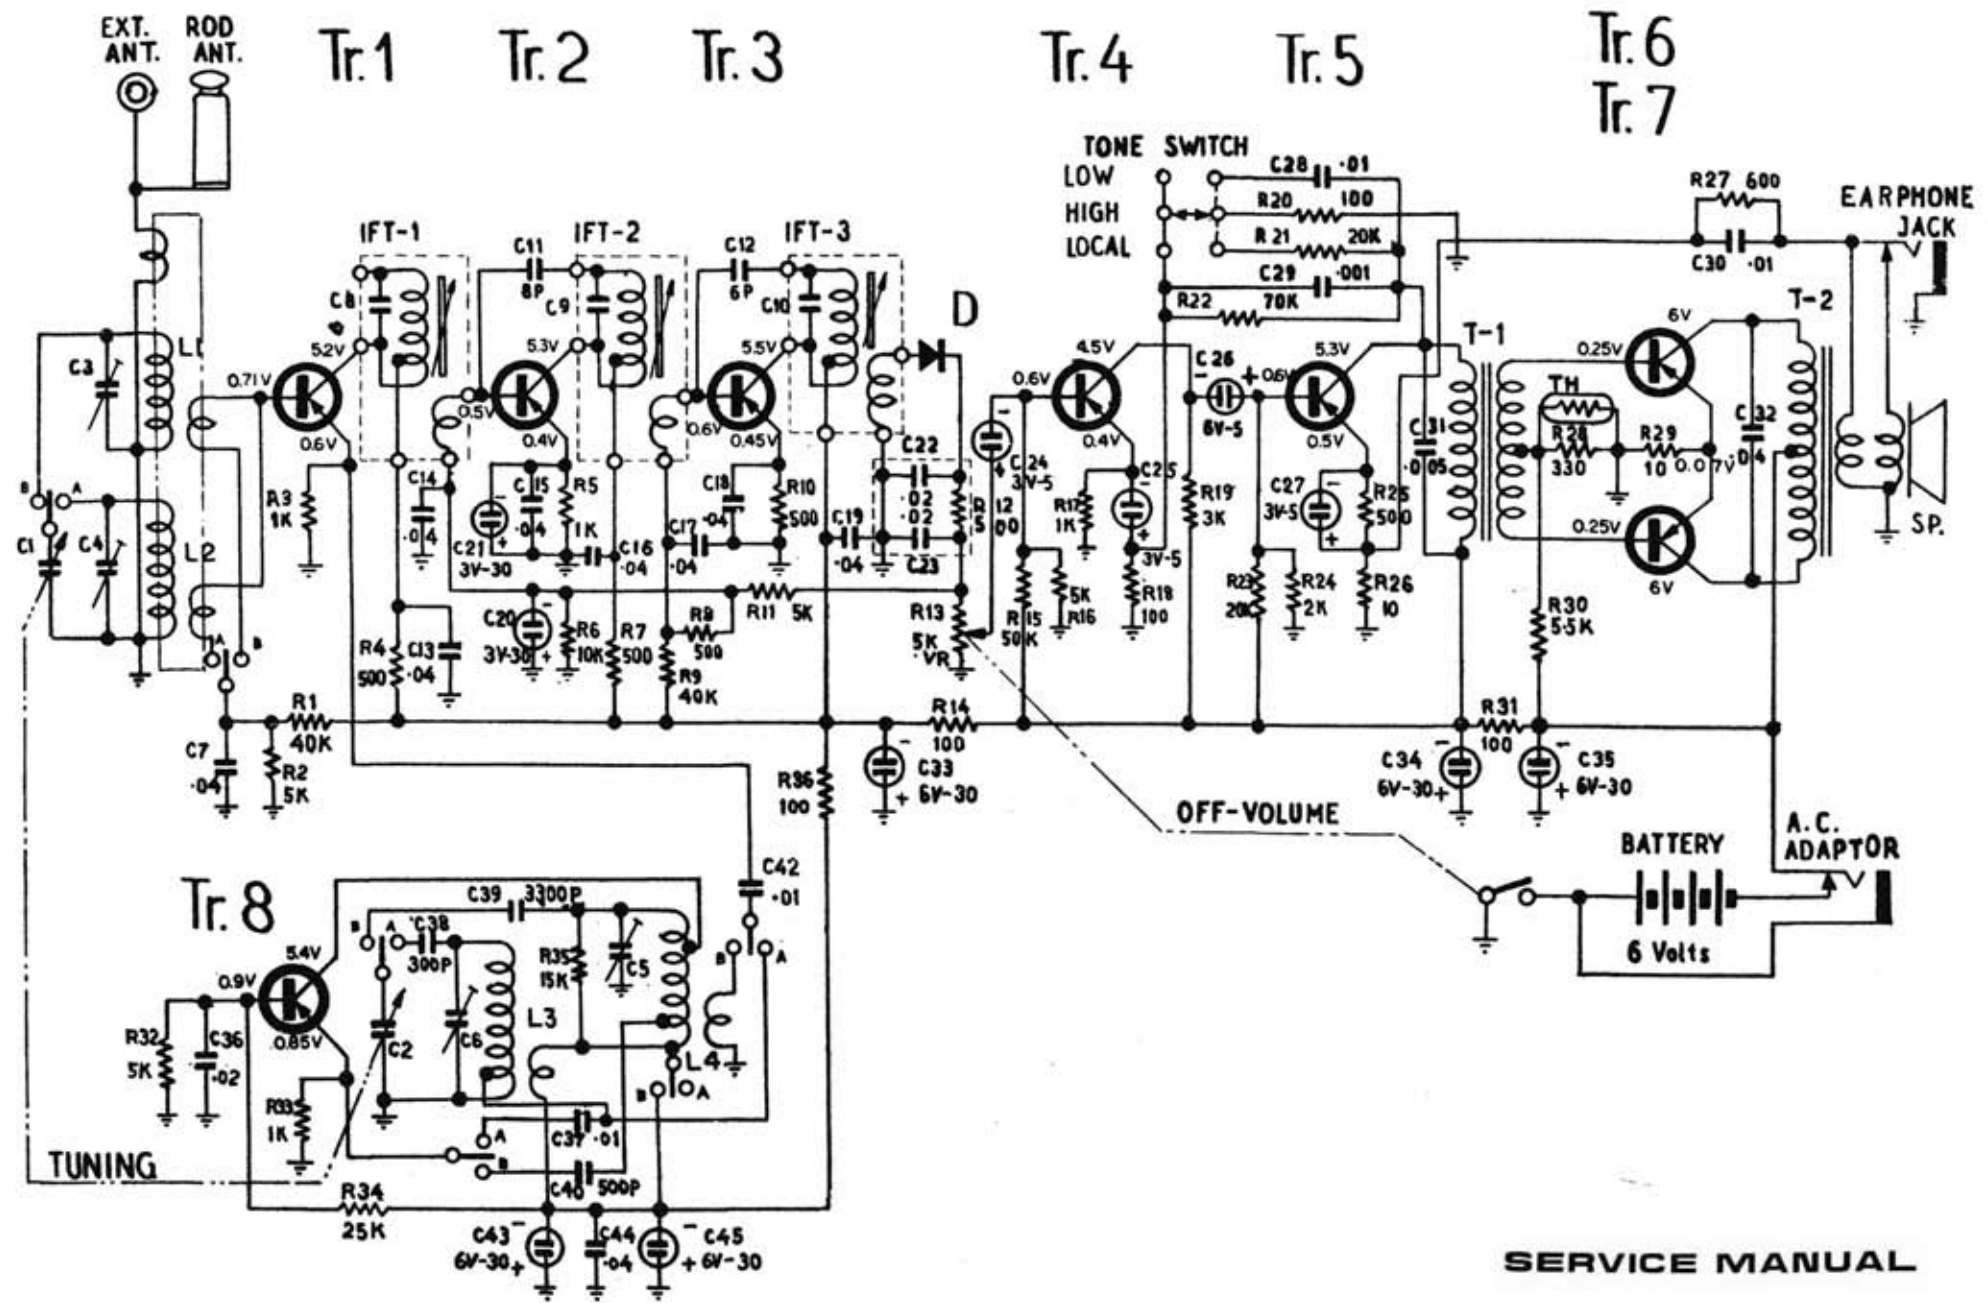 EXT. ANT.
ROD ANT.
Tr.1
Tr.2
Tr.3
Tr.4
Tr.5
Tr.6
Tr.7
TONE SWITCH
LOW
HIGH
LOCAL
C28 .01
R20 100
R21 20K
C29 .001
R22 70K
R27 600
C30 .01
EARPHONE JACK
IFT-1
IFT-2
IFT-3
C11 8P
C12 6P
C8
C9
C10
D
T-1
T-2
L1
C3
5.2V
0.71V
0.6V
5.3V
0.5V
0.4V
5.5V
0.6V
0.45V
4.5V
0.6V
0.4V
C26
6V-5
5.3V
0.6V
0.5V
6V
0.25V
TH
R28 330
R29 10
0.07V
0.25V
6V
C31 .005
C32 .04
SP.
B A
C1
C4
L2
A B
1K
C14 .04
C21 3V-30
C15 .04
R5 1K
C16 .04
C17 .04
C18 .04
R10 500
C19 .04
C22 .02
.02 C23
R12 500
C24 3V-5
R17 1K
C25 3V-5
R19 3K
C27 3V-5
R25 500
R4 500
C13 .04
C20 3V-30
R6 10K
R7 500
R8 500
R9 40K
R11 5K
R13 5K VR
R15 50K
5K R16
R18 100
R23 20K
R24 2K
R26 10
R30 5.5K
R1 40K
C7 .04
R2 5K
R14 100
C33 6V-30
R31 100
C34 6V-30
C35 6V-30
R36 100
OFF-VOLUME
BATTERY
6 Volts
A.C. ADAPTOR
Tr.8
5.4V
0.9V
0.85V
C39 3300P
B A
C38 300P
R35 15K
C5
C42 .01
B A
R32 5K
C36 .02
C2
C6
L3
L4
B A
R33 1K
C37 .01
A
B
C40 500P
TUNING
R34 25K
C43 6V-30
C44 .04
C45 6V-30
SERVICE MANUAL